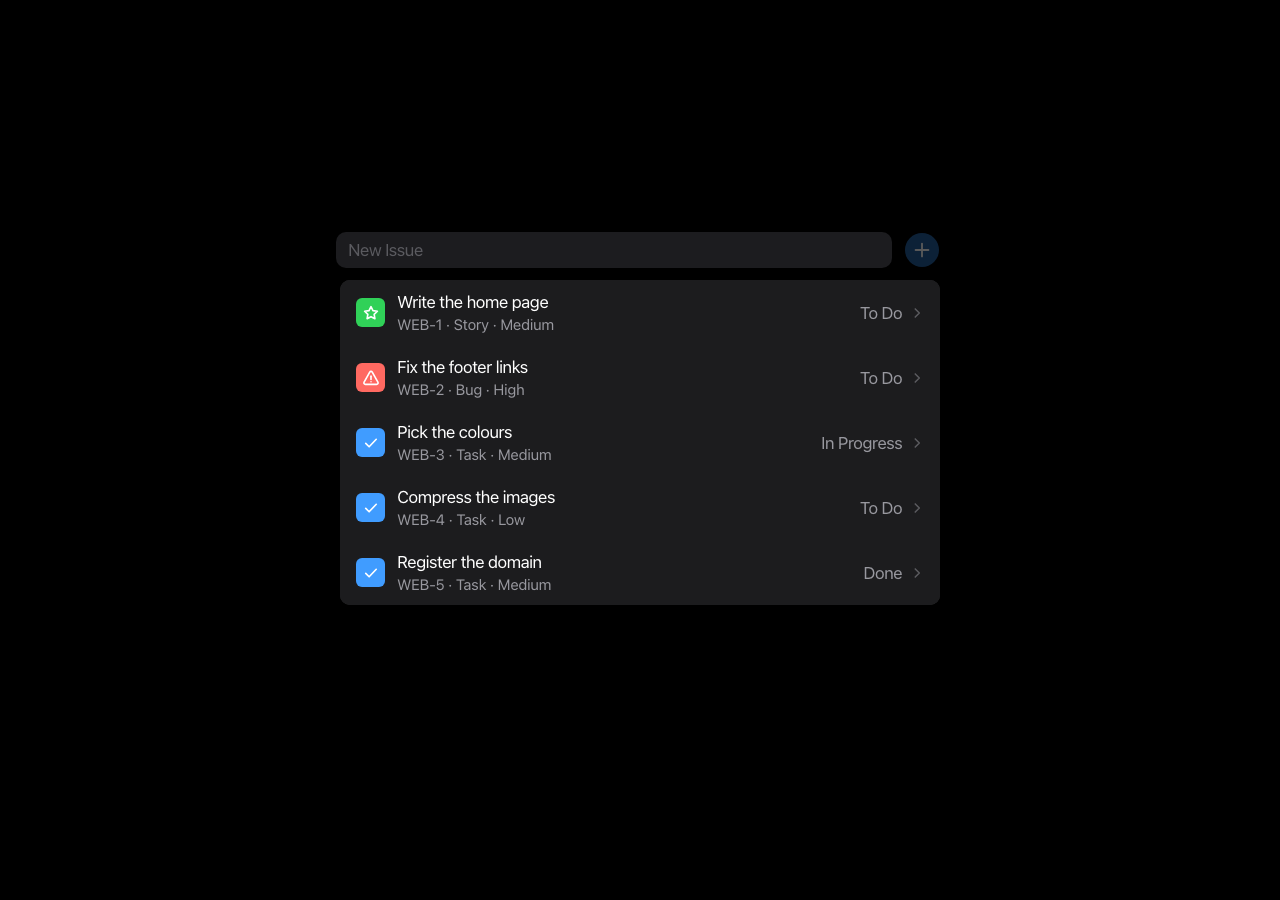 New Issue
Write the home page
WEB-1 · Story · Medium
To Do
Fix the footer links
WEB-2 · Bug · High
To Do
Pick the colours
WEB-3 · Task · Medium
In Progress
Compress the images
WEB-4 · Task · Low
To Do
Register the domain
WEB-5 · Task · Medium
Done